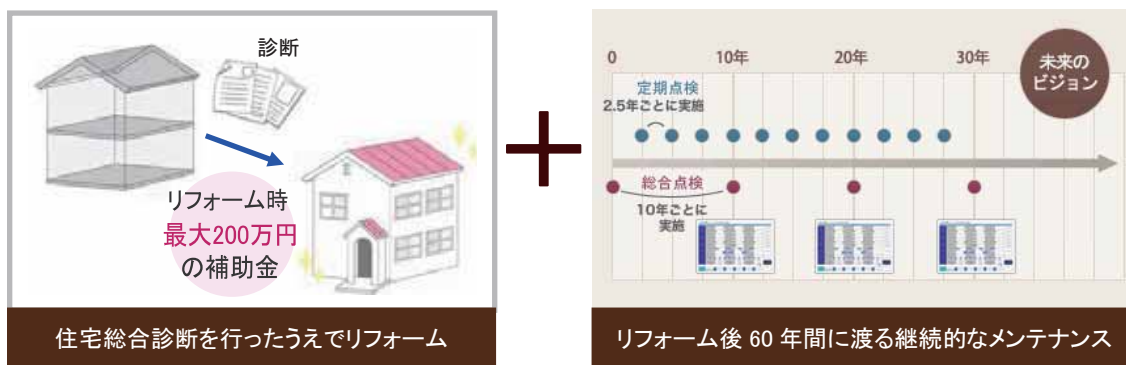 診断
リフォーム時
最大200万円
の補助金
住宅総合診断を行ったうえでリフォーム
0
10年
20年
30年
未来の
ビジョン
定期点検
2.5年ごとに実施
総合点検
10年ごとに
実施
リフォーム後 60 年間に渡る継続的なメンテナンス